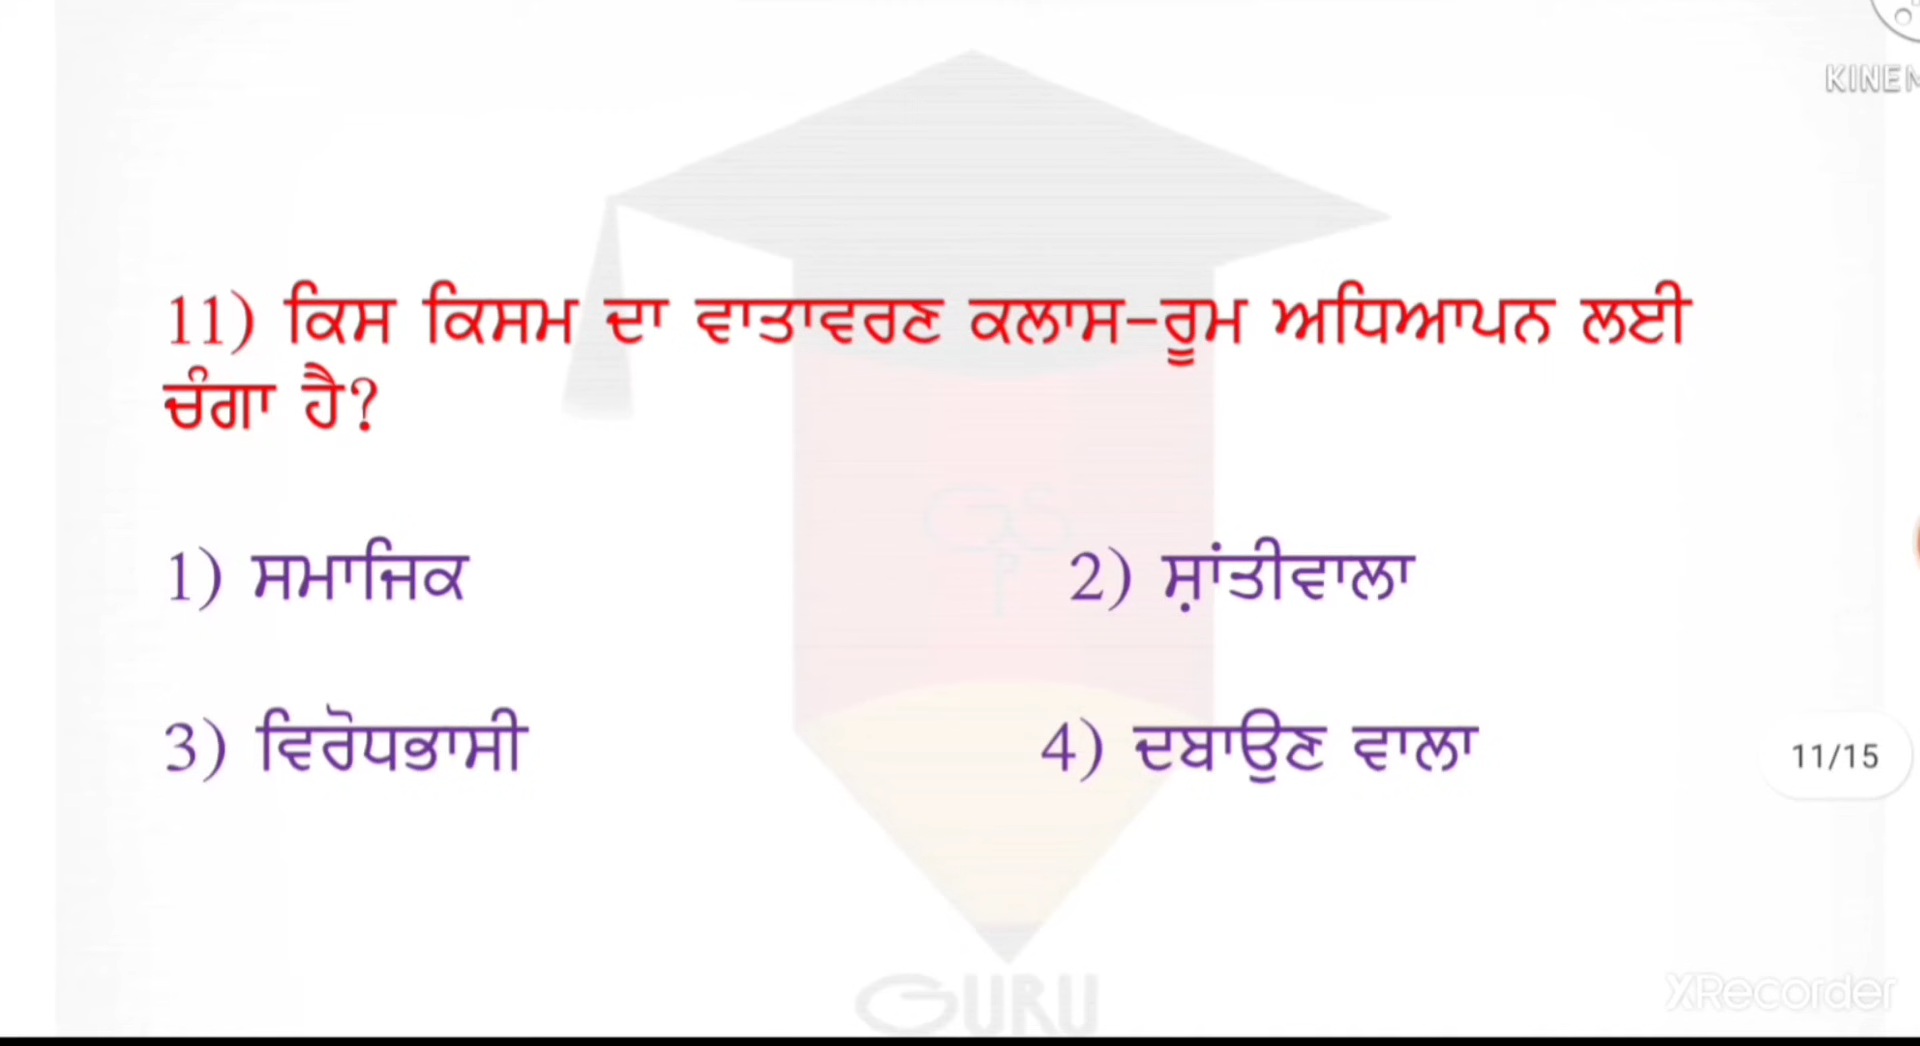 KINEM
11) ਕਿਸ ਕਿਸਮ ਦਾ ਵਾਤਾਵਰਣ ਕਲਾਸ-ਰੂਮ ਅਧਿਆਪਨ ਲਈ
ਚੰਗਾ ਹੈ?
1) ਸਮਾਜਿਕ 2) ਸ਼ਾਂਤੀਵਾਲਾ
3) ਵਿਰੋਧਭਾਸੀ 4) ਦਬਾਉਣ ਵਾਲਾ
11/15
XRecorder
GURU